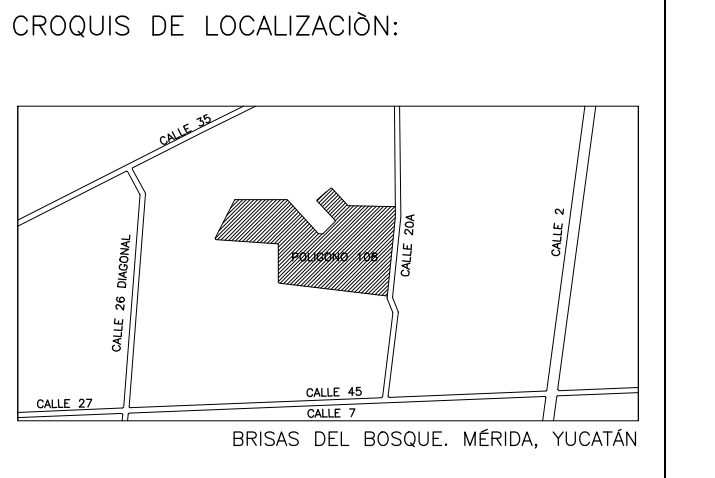 CROQUIS DE LOCALIZACIÒN:
CALLE 35
CALLE 26 DIAGONAL
POLIGONO 108
CALLE 20A
CALLE 2
CALLE 27
CALLE 45
CALLE 7
BRISAS DEL BOSQUE. MÉRIDA, YUCATÁN